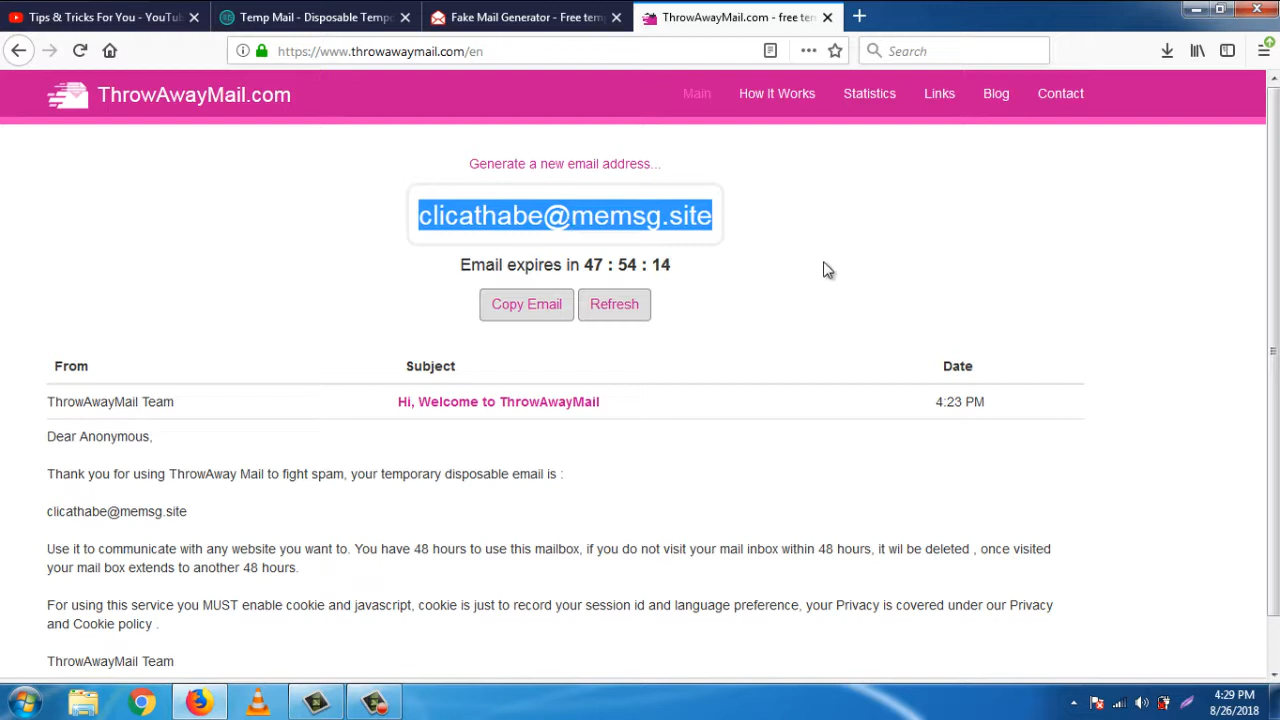 Tips & Tricks For You - YouTu
Temp Mail - Disposable Tempo
Fake Mail Generator - Free tem
ThrowAwayMail.com - free tem
https://www.throwawaymail.com/en
Search
ThrowAwayMail.com
Main
How It Works
Statistics
Links
Blog
Contact
Generate a new email address...
clicathabe@memsg.site
Email expires in 47 : 54 : 14
Copy Email
Refresh
From
Subject
Date
ThrowAwayMail Team
Hi, Welcome to ThrowAwayMail
4:23 PM
Dear Anonymous,
Thank you for using ThrowAway Mail to fight spam, your temporary disposable email is :
clicathabe@memsg.site
Use it to communicate with any website you want to. You have 48 hours to use this mailbox, if you do not visit your mail inbox within 48 hours, it wil be deleted , once visited
your mail box extends to another 48 hours.
For using this service you MUST enable cookie and javascript, cookie is just to record your session id and language preference, your Privacy is covered under our Privacy
and Cookie policy .
ThrowAwayMail Team
4:29 PM
8/26/2018